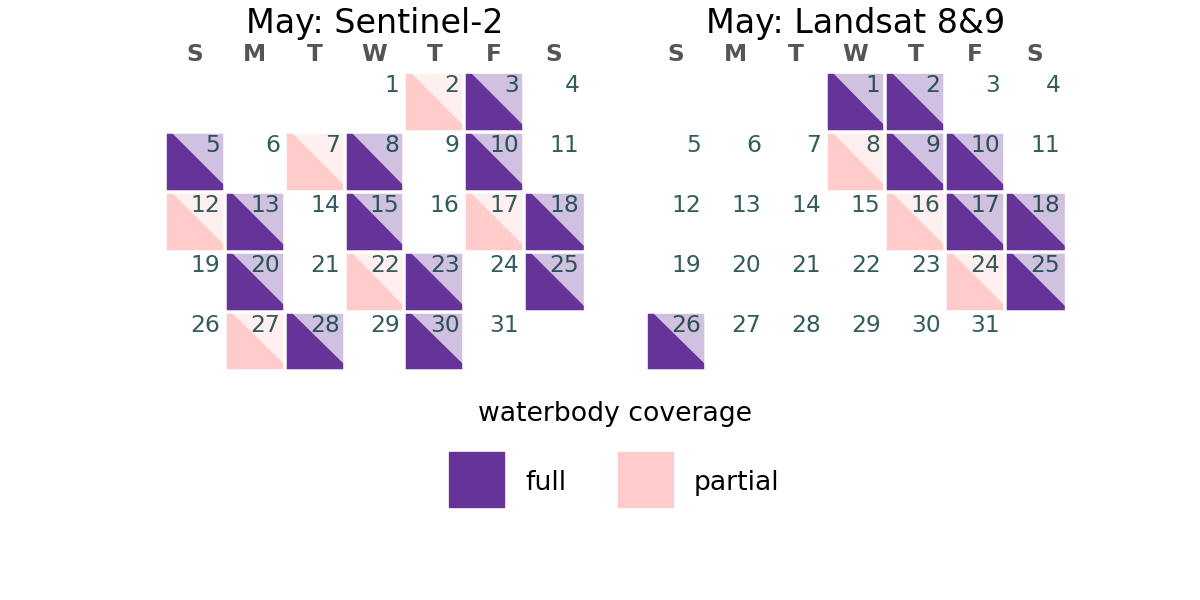 May: Sentinel-2
S M T W T F S
1 2 3 4
5 6 7 8 9 10 11
12 13 14 15 16 17 18
19 20 21 22 23 24 25
26 27 28 29 30 31
May: Landsat 8&9
S M T W T F S
1 2 3 4
5 6 7 8 9 10 11
12 13 14 15 16 17 18
19 20 21 22 23 24 25
26 27 28 29 30 31
waterbody coverage
full partial